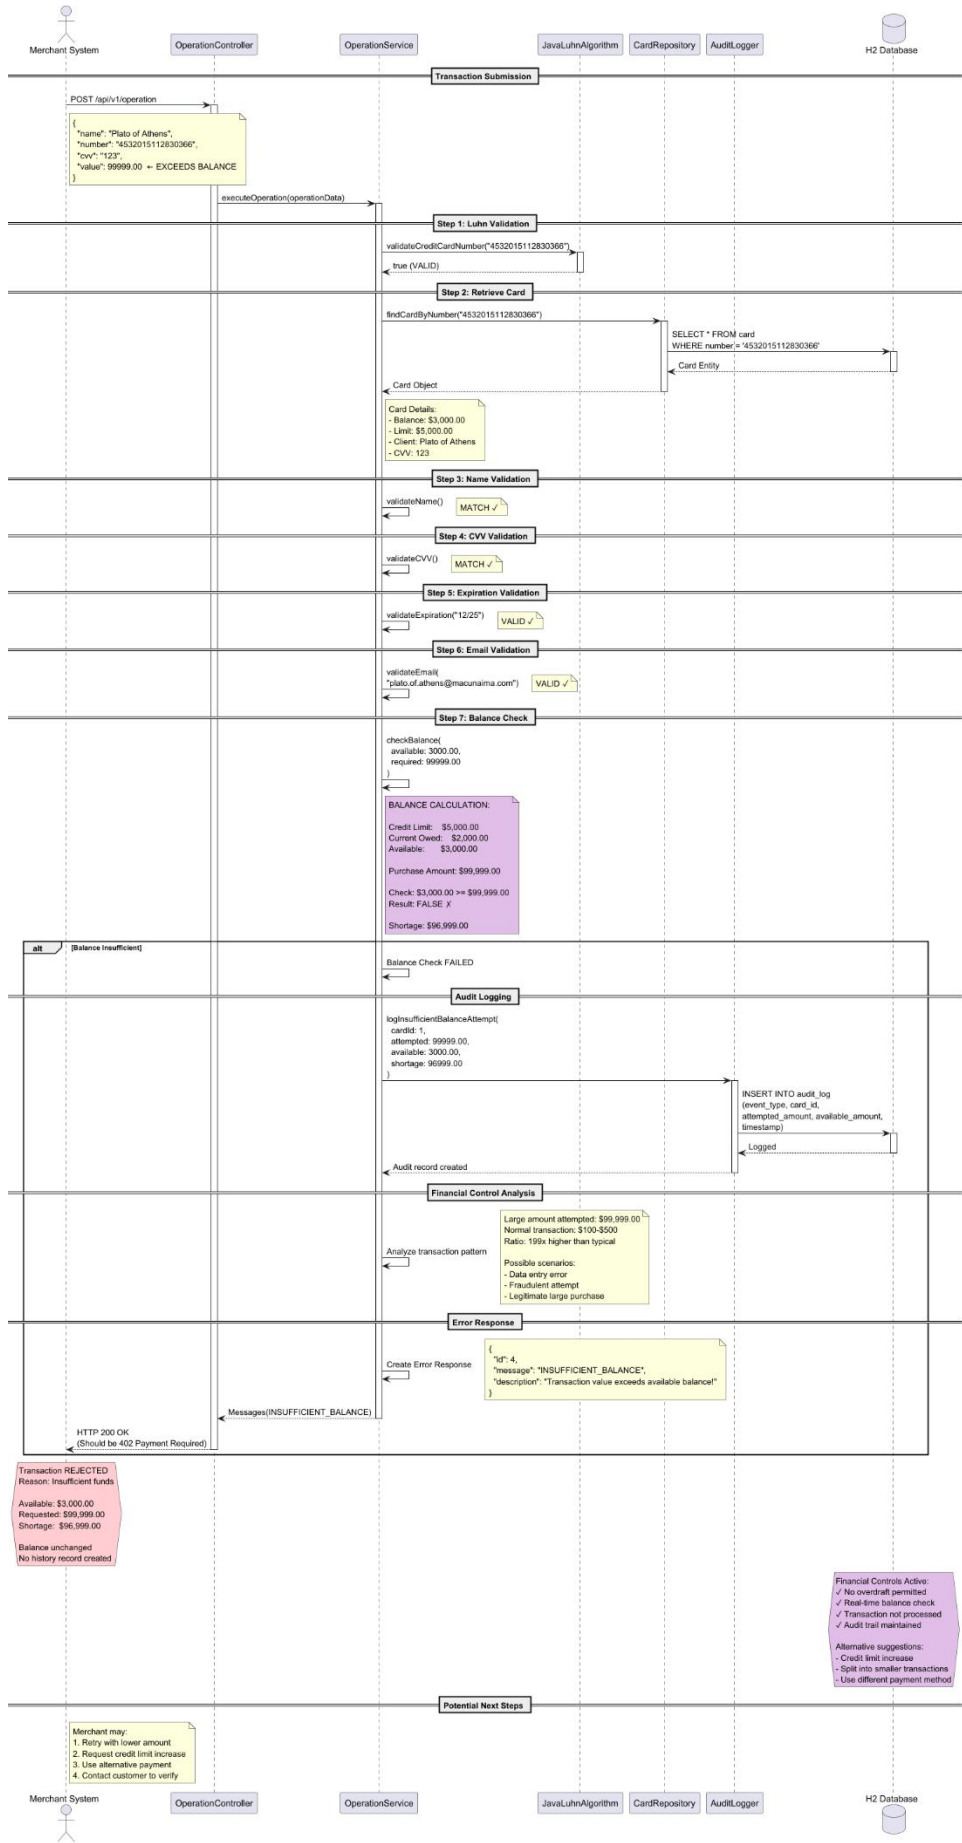 Merchant System
OperationController
OperationService
JavaLuhnAlgorithm
CardRepository
AuditLogger
H2 Database
Transaction Submission
POST /api/v1/operation
{
"name": "Plato of Athens",
"number": "4532015112830366",
"cvv": "123",
"value": 99999.00 ← EXCEEDS BALANCE
}
executeOperation(operationData)
Step 1: Luhn Validation
validateCreditCardNumber("4532015112830366")
true (VALID)
Step 2: Retrieve Card
findCardByNumber("4532015112830366")
SELECT * FROM card
WHERE number = '4532015112830366'
Card Entity
Card Object
Card Details:
- Balance: $3,000.00
- Limit: $5,000.00
- Client: Plato of Athens
- CVV: 123
Step 3: Name Validation
validateName()
MATCH ✓
Step 4: CVV Validation
validateCVV()
MATCH ✓
Step 5: Expiration Validation
validateExpiration("12/25")
VALID ✓
Step 6: Email Validation
validateEmail(
"plato.of.athens@macunaima.com")
VALID ✓
Step 7: Balance Check
checkBalance(
available: 3000.00,
required: 99999.00
)
BALANCE CALCULATION:
Credit Limit: $5,000.00
Current Owed: $2,000.00
Available: $3,000.00
Purchase Amount: $99,999.00
Check: $3,000.00 >= $99,999.00
Result: FALSE ✗
Shortage: $96,999.00
alt [Balance Insufficient]
Balance Check FAILED
Audit Logging
logInsufficientBalanceAttempt(
cardId: 1,
attempted: 99999.00,
available: 3000.00,
shortage: 96999.00
)
INSERT INTO audit_log
(event_type, card_id,
attempted_amount, available_amount,
timestamp)
Logged
Audit record created
Financial Control Analysis
Analyze transaction pattern
Large amount attempted: $99,999.00
Normal transaction: $100-$500
Ratio: 199x higher than typical
Possible scenarios:
- Data entry error
- Fraudulent attempt
- Legitimate large purchase
Error Response
Create Error Response
{
"id": 4,
"message": "INSUFFICIENT_BALANCE",
"description": "Transaction value exceeds available balance!"
}
Messages(INSUFFICIENT_BALANCE)
HTTP 200 OK
(Should be 402 Payment Required)
Transaction REJECTED
Reason: Insufficient funds
Available: $3,000.00
Requested: $99,999.00
Shortage: $96,999.00
Balance unchanged
No history record created
Financial Controls Active:
✓ No overdraft permitted
✓ Real-time balance check
✓ Transaction not processed
✓ Audit trail maintained
Alternative suggestions:
- Credit limit increase
- Split into smaller transactions
- Use different payment method
Potential Next Steps
Merchant may:
1. Retry with lower amount
2. Request credit limit increase
3. Use alternative payment
4. Contact customer to verify
Merchant System
OperationController
OperationService
JavaLuhnAlgorithm
CardRepository
AuditLogger
H2 Database